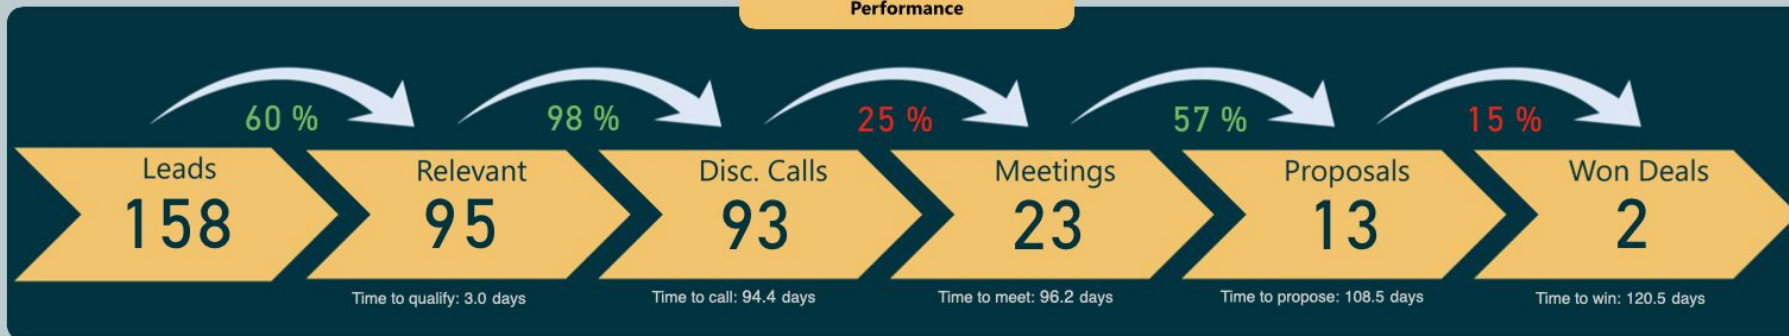 Performance
60 %
98 %
25 %
57 %
15 %
Leads
158
Relevant
95
Disc. Calls
93
Meetings
23
Proposals
13
Won Deals
2
Time to qualify: 3.0 days
Time to call: 94.4 days
Time to meet: 96.2 days
Time to propose: 108.5 days
Time to win: 120.5 days